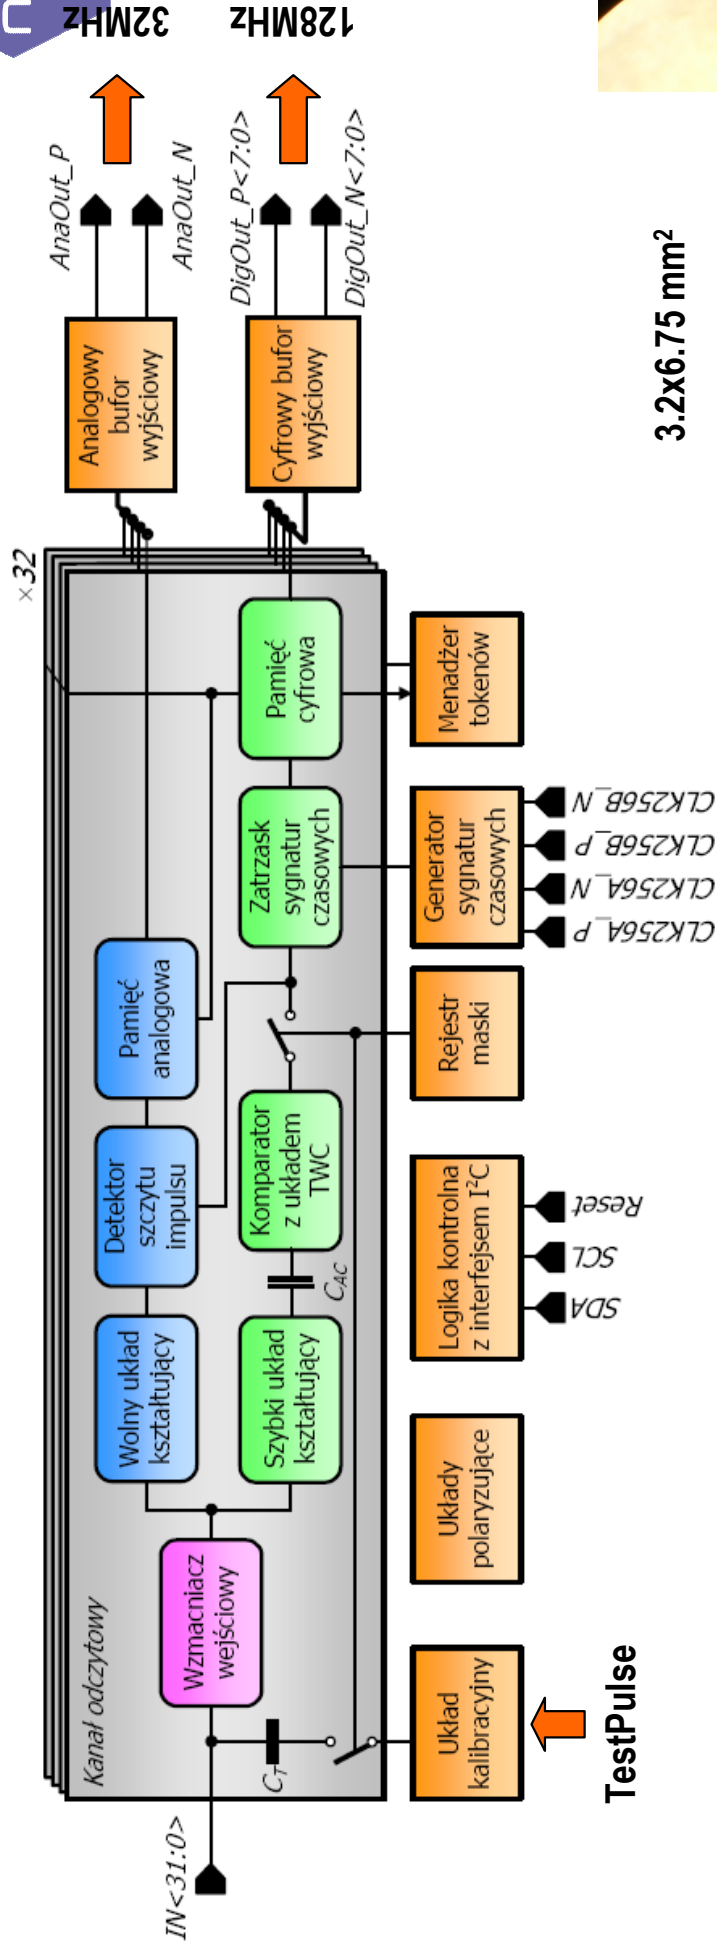 IN<31:0>
Kanał odczytowy
×32
Wzmacniacz
wejściowy
C_T
Wolny układ
kształtujący
Detektor
szczytu
impulsu
Pamięć
analogowa
Szybki układ
kształtujący
C_AC
Komparator
z układem
TWC
Zatrzask
sygnatur
czasowych
Pamięć
cyfrowa
Analogowy
bufor
wyjściowy
AnaOut_P
AnaOut_N
32MHz
Cyfrowy bufor
wyjściowy
DigOut_P<7:0>
DigOut_N<7:0>
128MHz
Układ
kalibracyjny
TestPulse
Układy
polaryzujące
Logika kontrolna
z interfejsem I²C
SDA
SCL
Reset
Rejestr
maski
Generator
sygnatur
czasowych
CLK256A_P
CLK256A_N
CLK256B_P
CLK256B_N
Menadżer
tokenów
3.2x6.75 mm²